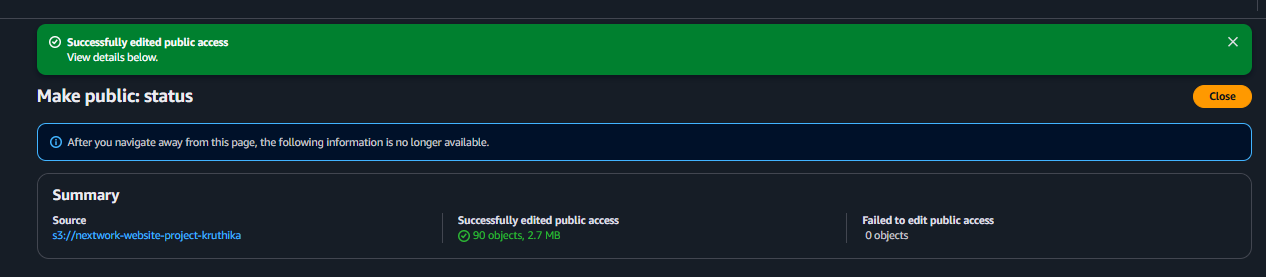 Successfully edited public access
View details below.
Make public: status
Close
After you navigate away from this page, the following information is no longer available.
Summary
Source
s3://nextwork-website-project-kruthika
Successfully edited public access
90 objects, 2.7 MB
Failed to edit public access
0 objects